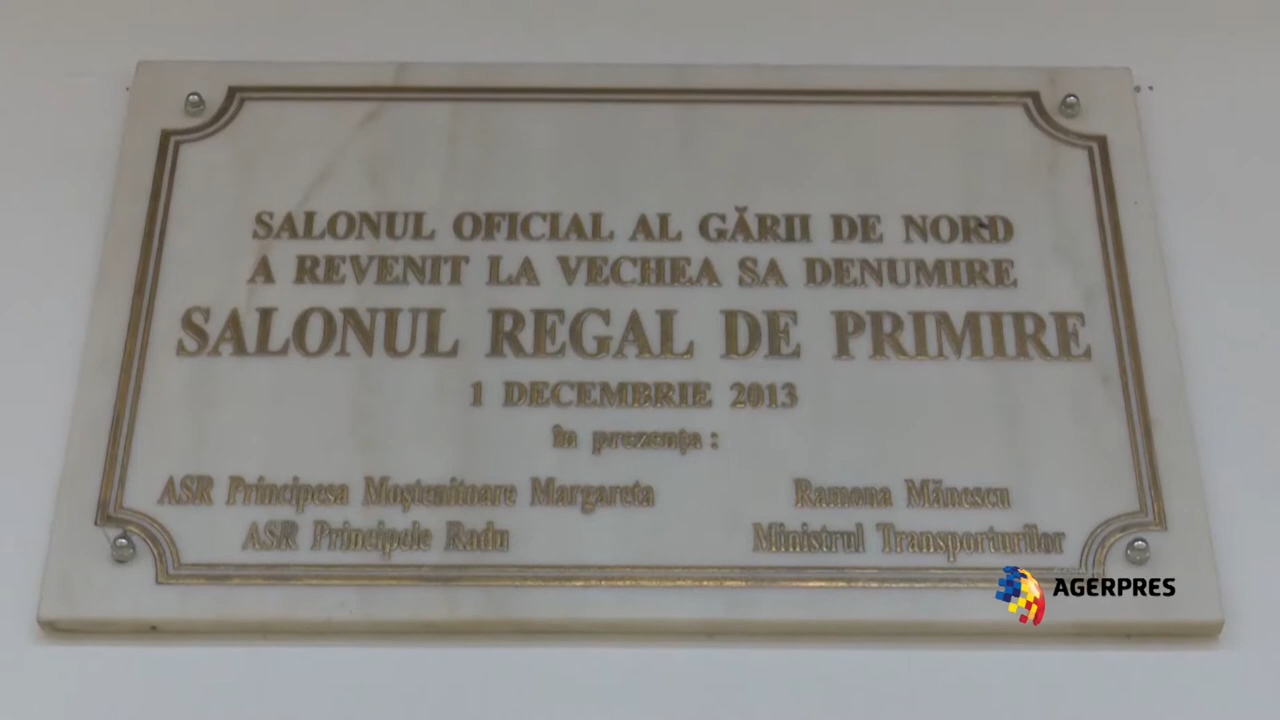 SALONUL OFICIAL AL GĂRII DE NORD
A REVENIT LA VECHEA SA DENUMIRE
SALONUL REGAL DE PRIMIRE
1 DECEMBRIE 2013
în prezența :
ASR Principesa Moștenitoare Margareta
ASR Principele Radu
Ramona Mănescu
Ministrul Transporturilor
AGERPRES